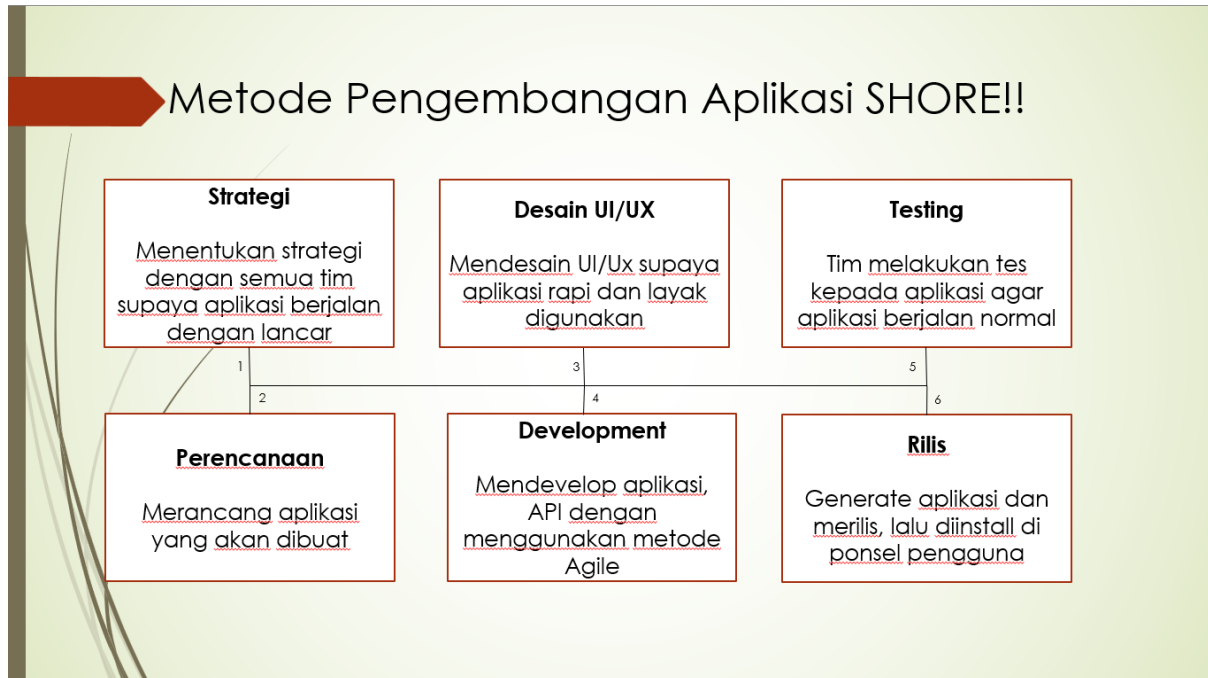 Metode Pengembangan Aplikasi SHORE!!
Strategi
Menentukan strategi
dengan semua tim
supaya aplikasi berjalan
dengan lancar
1
2
Perencanaan
Merancang aplikasi
yang akan dibuat
Desain UI/UX
Mendesain UI/Ux supaya
aplikasi rapi dan layak
digunakan
3
4
Development
Mendevelop aplikasi,
API dengan
menggunakan metode
Agile
Testing
Tim melakukan tes
kepada aplikasi agar
aplikasi berjalan normal
5
6
Rilis
Generate aplikasi dan
merilis, lalu diinstall di
ponsel pengguna